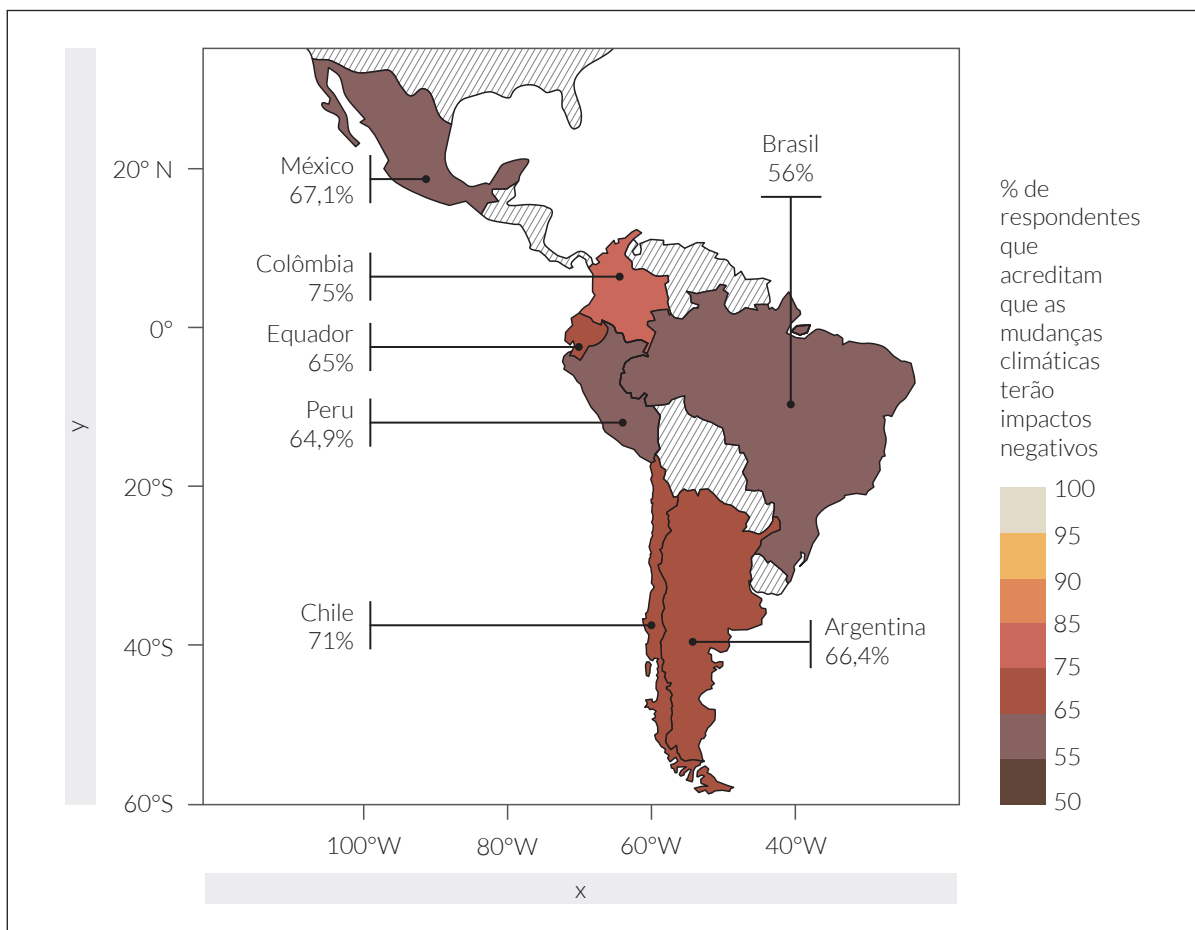 Brasil
56%
México
67,1%
Colômbia
75%
Equador
65%
Peru
64,9%
Chile
71%
Argentina
66,4%
20° N
0°
20°S
40°S
60°S
y
100°W
80°W
60°W
40°W
x
% de
respondentes
que
acreditam
que as
mudanças
climáticas
terão
impactos
negativos
100
95
90
85
75
65
55
50